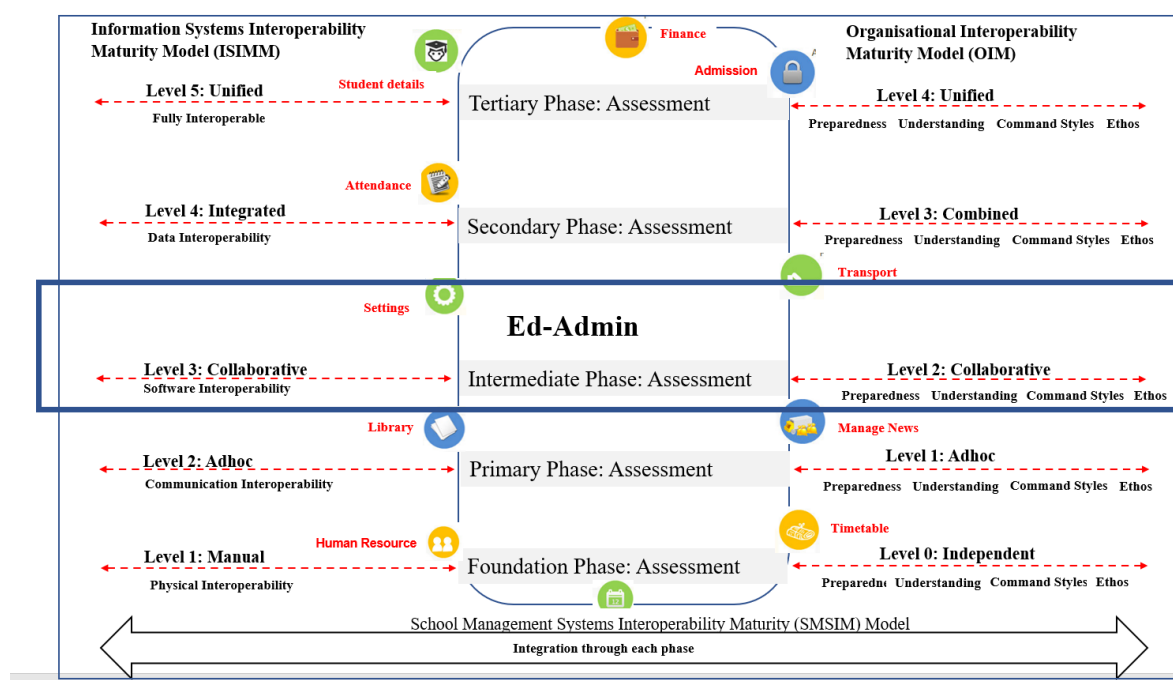 Information Systems Interoperability
Maturity Model (ISIMM)
Finance
Organisational Interoperability
Maturity Model (OIM)
Admission
Student details
Level 5: Unified
Fully Interoperable
Tertiary Phase: Assessment
Level 4: Unified
Preparedness Understanding Command Styles Ethos
Attendance
Level 4: Integrated
Data Interoperability
Secondary Phase: Assessment
Level 3: Combined
Preparedness Understanding Command Styles Ethos
Transport
Settings
Ed-Admin
Level 3: Collaborative
Software Interoperability
Intermediate Phase: Assessment
Level 2: Collaborative
Preparedness Understanding Command Styles Ethos
Library
Manage News
Level 2: Adhoc
Communication Interoperability
Primary Phase: Assessment
Level 1: Adhoc
Preparedness Understanding Command Styles Ethos
Human Resource
Timetable
Level 1: Manual
Physical Interoperability
Foundation Phase: Assessment
Level 0: Independent
Preparedne Understanding Command Styles Ethos
12
School Management Systems Interoperability Maturity (SMSIM) Model
Integration through each phase